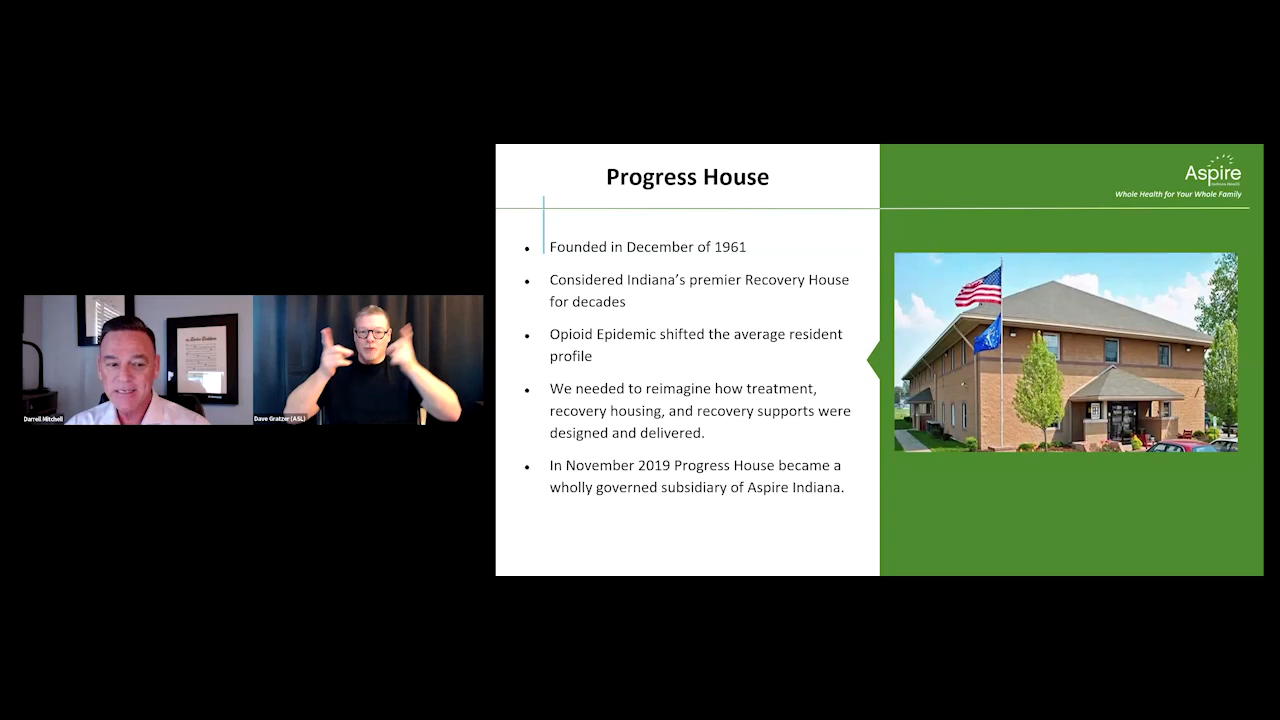 Progress House
Founded in December of 1961
Considered Indiana's premier Recovery House
for decades
Opioid Epidemic shifted the average resident
profile
We needed to reimagine how treatment,
recovery housing, and recovery supports were
designed and delivered.
In November 2019 Progress House became a
wholly governed subsidiary of Aspire Indiana.
Aspire
Whole Health for Your Whole Family
Darrell Mitchell
Dave Gratzer (ASL)